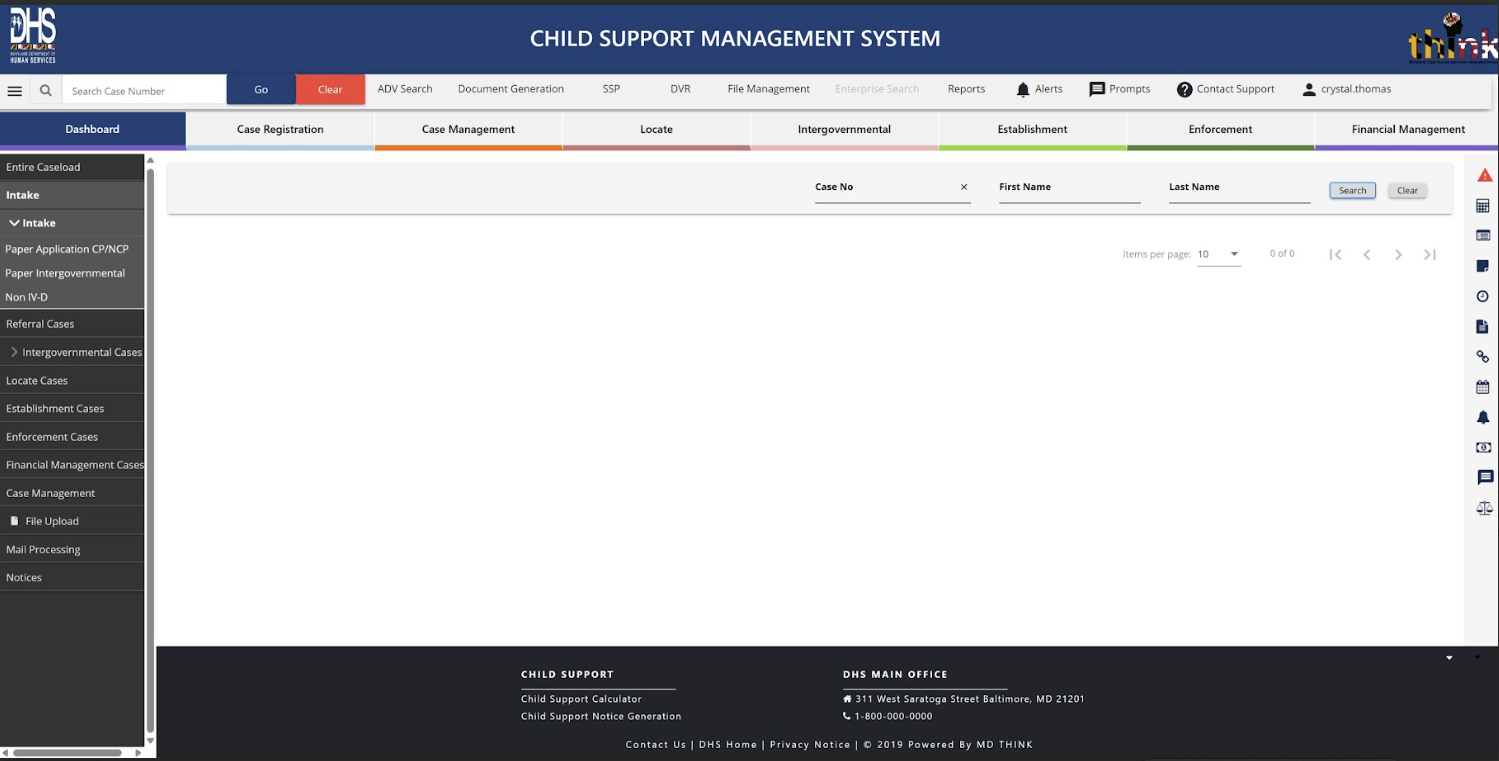 DHS
MARYLAND DEPARTMENT OF
HUMAN SERVICES
CHILD SUPPORT MANAGEMENT SYSTEM
think
Search Case Number Go Clear ADV Search Document Generation SSP DVR File Management Enterprise Search Reports Alerts Prompts Contact Support crystal.thomas
Dashboard Case Registration Case Management Locate Intergovernmental Establishment Enforcement Financial Management
Entire Caseload
Intake
Intake
Paper Application CP/NCP
Paper Intergovernmental
Non IV-D
Referral Cases
Intergovernmental Cases
Locate Cases
Establishment Cases
Enforcement Cases
Financial Management Cases
Case Management
File Upload
Mail Processing
Notices
Case No × First Name Last Name Search Clear
Items per page: 10 0 of 0
CHILD SUPPORT
Child Support Calculator
Child Support Notice Generation
DHS MAIN OFFICE
311 West Saratoga Street Baltimore, MD 21201
1-800-000-0000
Contact Us | DHS Home | Privacy Notice | © 2019 Powered By MD THINK